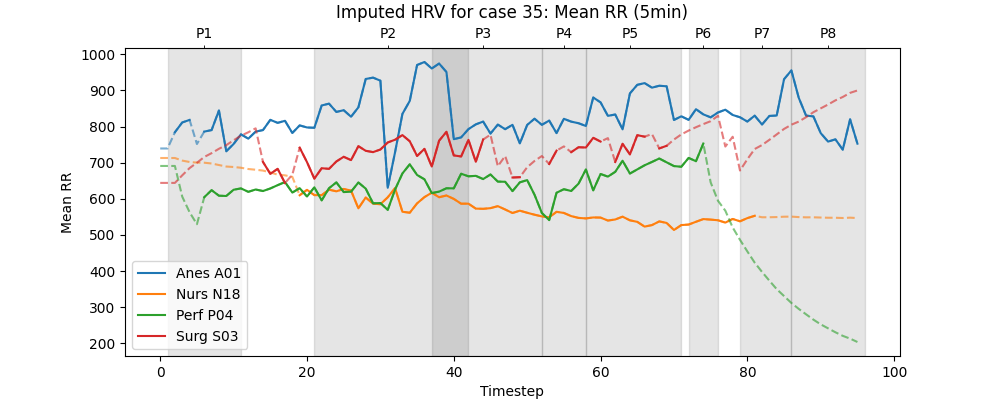 Imputed HRV for case 35: Mean RR (5min)
P1 P2 P3 P4 P5 P6 P7 P8
1000
900
800
700
600
500
400
300
200
Mean RR
Anes A01
Nurs N18
Perf P04
Surg S03
0 20 40 60 80 100
Timestep